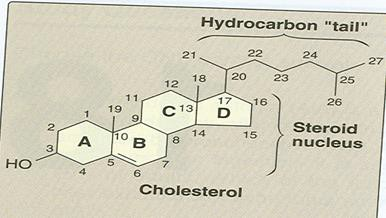 Hydrocarbon "tail"
21 22 24 27
20 23 25
26
18
12
11 13 17 16
19 C D
1 9 14 15
2 10 8
A B
3 5 7
HO 4 6
Steroid
nucleus
Cholesterol